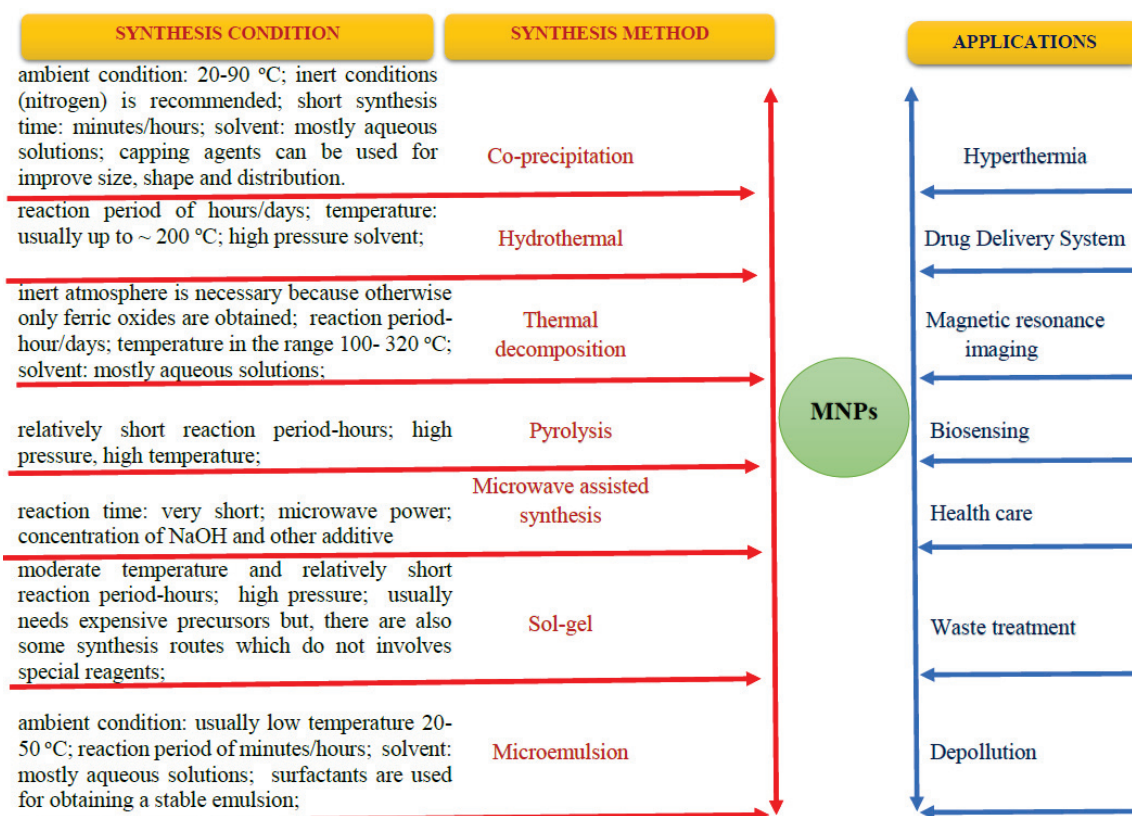 SYNTHESIS CONDITION
SYNTHESIS METHOD
APPLICATIONS
ambient condition: 20-90 °C; inert conditions
(nitrogen) is recommended; short synthesis
time: minutes/hours; solvent: mostly aqueous
solutions; capping agents can be used for
improve size, shape and distribution.
Co-precipitation
Hyperthermia
reaction period of hours/days; temperature:
usually up to ~ 200 °C; high pressure solvent;
Hydrothermal
Drug Delivery System
inert atmosphere is necessary because otherwise
only ferric oxides are obtained; reaction period-
hour/days; temperature in the range 100- 320 °C;
solvent: mostly aqueous solutions;
Thermal
decomposition
Magnetic resonance
imaging
MNPs
relatively short reaction period-hours; high
pressure, high temperature;
Pyrolysis
Biosensing
reaction time: very short; microwave power;
concentration of NaOH and other additive
Microwave assisted
synthesis
Health care
moderate temperature and relatively short
reaction period-hours; high pressure; usually
needs expensive precursors but, there are also
some synthesis routes which do not involves
special reagents;
Sol-gel
Waste treatment
ambient condition: usually low temperature 20-
50 °C; reaction period of minutes/hours; solvent:
mostly aqueous solutions; surfactants are used
for obtaining a stable emulsion;
Microemulsion
Depollution